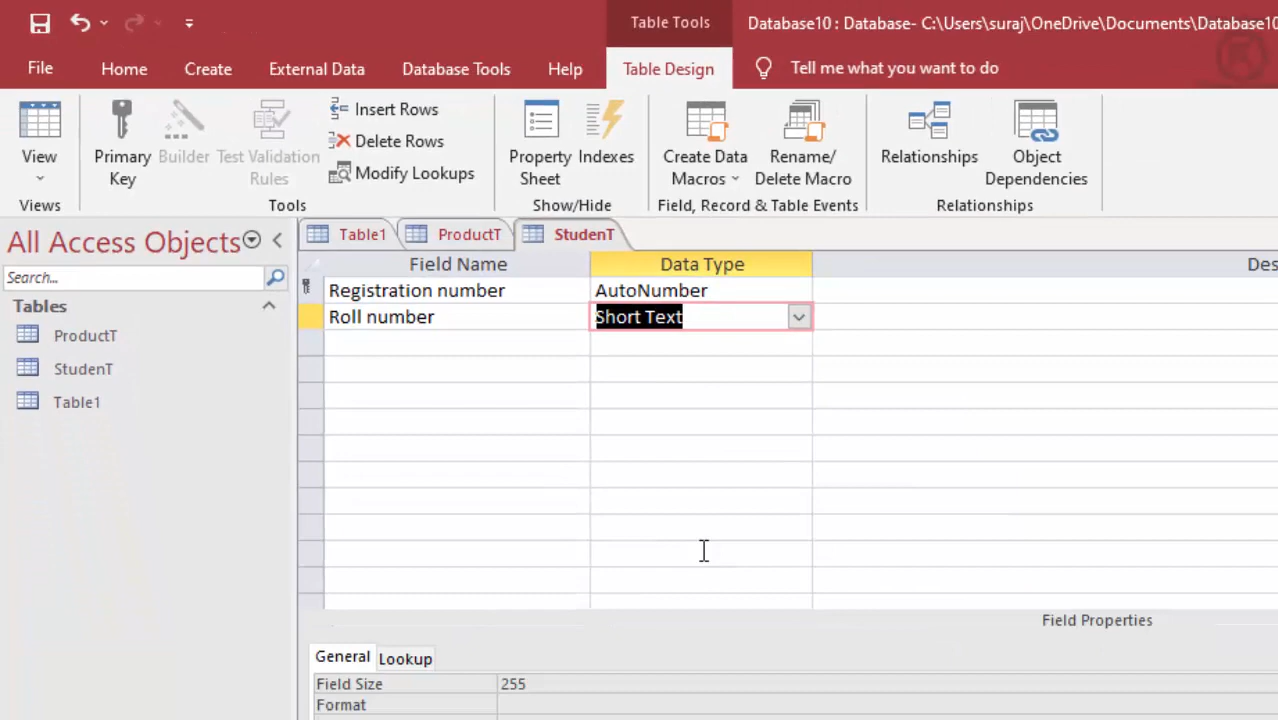 Table Tools
Database10 : Database- C:\Users\suraj\OneDrive\Documents\Database10
File
Home
Create
External Data
Database Tools
Help
Table Design
Tell me what you want to do
View
Primary
Key
Builder
Test Validation
Rules
Insert Rows
Delete Rows
Modify Lookups
Property
Sheet
Indexes
Create Data
Macros
Rename/
Delete Macro
Relationships
Object
Dependencies
Views
Tools
Show/Hide
Field, Record & Table Events
Relationships
All Access Objects
Search...
Tables
ProductT
StudenT
Table1
Table1
ProductT
StudenT
Field Name
Data Type
Des
Registration number
AutoNumber
Roll number
Short Text
Field Properties
General
Lookup
Field Size
255
Format